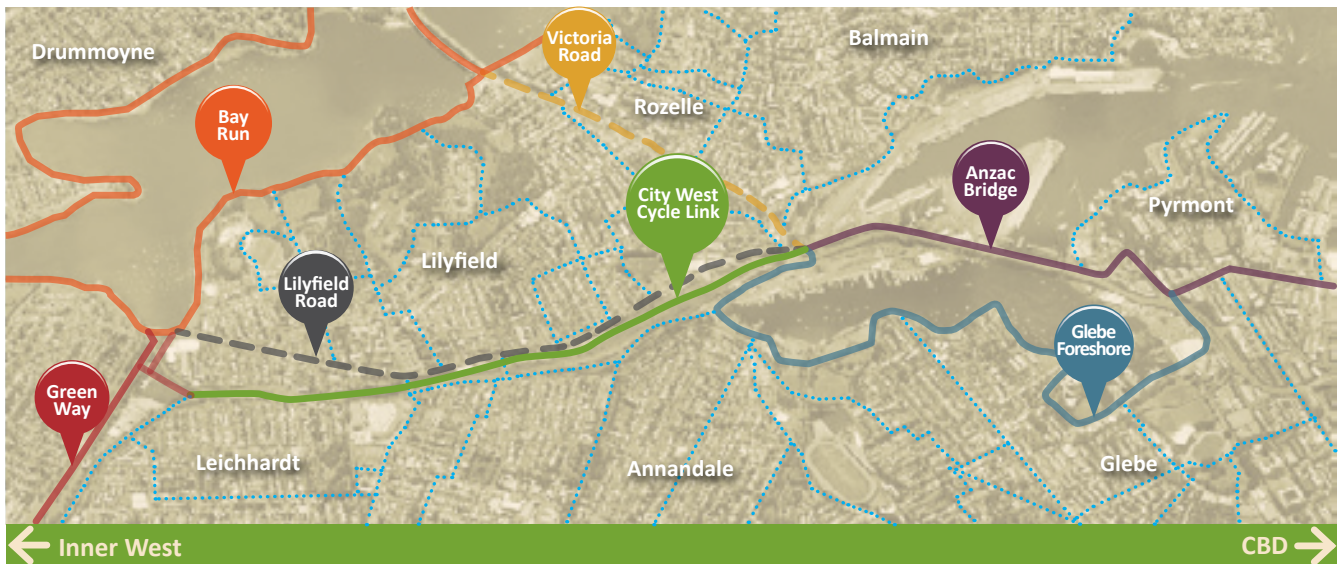 Drummoyne
Victoria
Road
Balmain
Bay
Run
Rozelle
Anzac
Bridge
City West
Cycle Link
Pyrmont
Lilyfield
Lilyfield
Road
Glebe
Foreshore
Green
Way
Leichhardt
Annandale
Glebe
Inner West
CBD